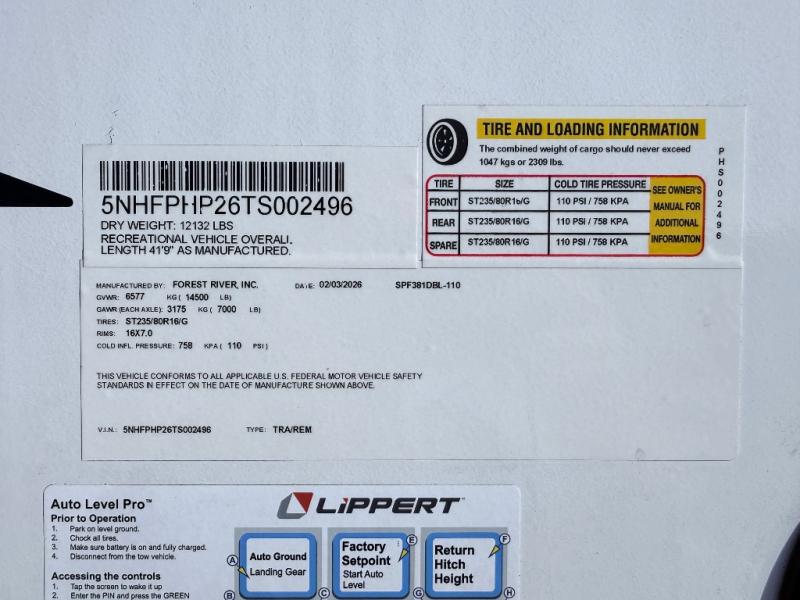 TIRE AND LOADING INFORMATION
The combined weight of cargo should never exceed
1047 kgs or 2309 lbs.
TIRE SIZE COLD TIRE PRESSURE SEE OWNER'S MANUAL FOR ADDITIONAL INFORMATION
FRONT ST235/80R16/G 110 PSI / 758 KPA
REAR ST235/80R16/G 110 PSI / 758 KPA
SPARE ST235/80R16/G 110 PSI / 758 KPA
PHS002496
5NHFPHP26TS002496
DRY WEIGHT: 12132 LBS
RECREATIONAL VEHICLE OVERALL
LENGTH 41'9" AS MANUFACTURED.
MANUFACTURED BY: FOREST RIVER, INC. DATE: 02/03/2026 SPF381DBL-110
GVWR: 6577 KG ( 14500 LB)
GAWR (EACH AXLE): 3175 KG ( 7000 LB)
TIRES: ST235/80R16/G
RIMS: 16X7.0
COLD INFL. PRESSURE: 758 KPA ( 110 PSI )
THIS VEHICLE CONFORMS TO ALL APPLICABLE U.S. FEDERAL MOTOR VEHICLE SAFETY
STANDARDS IN EFFECT ON THE DATE OF MANUFACTURE SHOWN ABOVE.
V.I.N.: 5NHFPHP26TS002496 TYPE: TRA/REM
Auto Level Pro™
LIPPERT™
Prior to Operation
1. Park on level ground.
2. Chock all tires.
3. Make sure battery is on and fully charged.
4. Disconnect from the tow vehicle.
Accessing the controls
1. Tap the screen to wake it up
2. Enter the PIN and press the GREEN
A
Auto Ground
Landing Gear
B
C
Factory
Setpoint
Start Auto
Level
E
G
Return
Hitch
Height
F
H